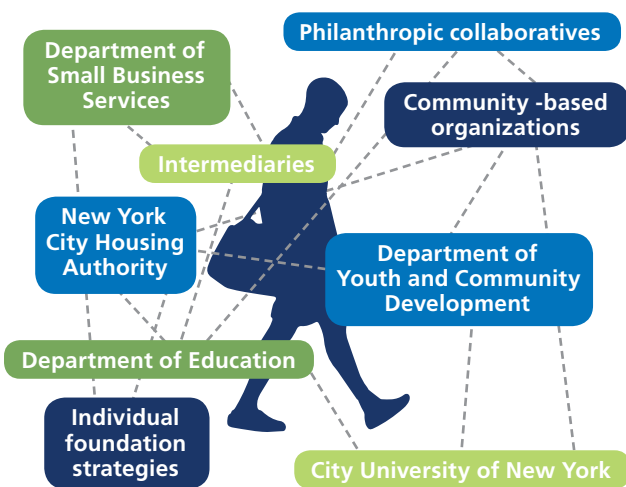 Philanthropic collaboratives
Department of
Small Business
Services
Community -based
organizations
Intermediaries
New York
City Housing
Authority
Department of
Youth and Community
Development
Department of Education
Individual
foundation
strategies
City University of New York